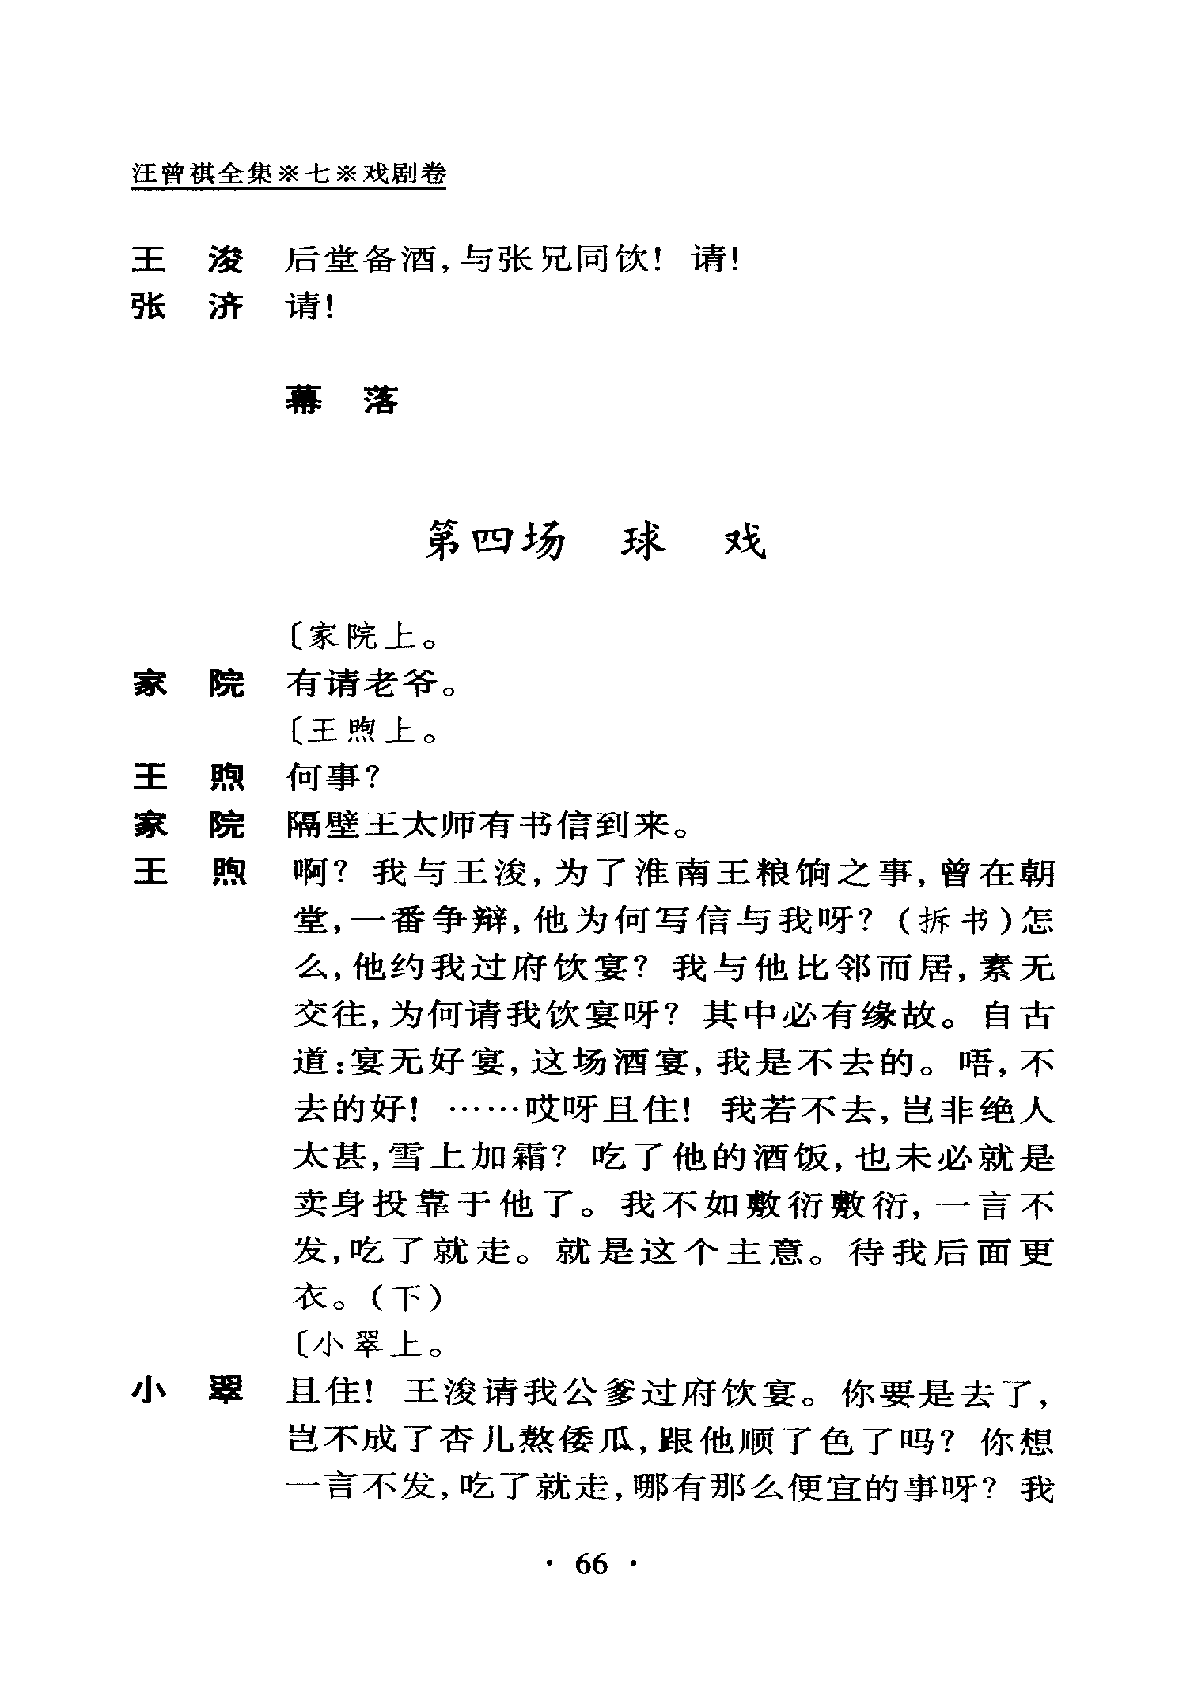 汪曾祺全集※七※戏剧卷
王　浚　后堂备酒,与张兄同饮! 请!
张　济　请!
幕　落
第四场　球　戏
〔家院上。
家　院　有请老爷。
〔王煦上。
王　煦　何事?
家　院　隔壁王太师有书信到来。
王　煦　啊? 我与王浚,为了淮南王粮饷之事,曾在朝
堂,一番争辩,他为何写信与我呀? (拆书)怎
么,他约我过府饮宴? 我与他比邻而居,素无
交往,为何请我饮宴呀? 其中必有缘故。自古
道:宴无好宴,这场酒宴,我是不去的。唔,不
去的好! ……哎呀且住! 我若不去,岂非绝人
太甚,雪上加霜? 吃了他的酒饭,也未必就是
卖身投靠于他了。我不如敷衍敷衍,一言不
发,吃了就走。就是这个主意。待我后面更
衣。(下)
〔小翠上。
小　翠　且住! 王浚请我公爹过府饮宴。你要是去了,
岂不成了杏儿熬倭瓜,跟他顺了色了吗? 你想
一言不发,吃了就走,哪有那么便宜的事呀? 我
· 66 ·